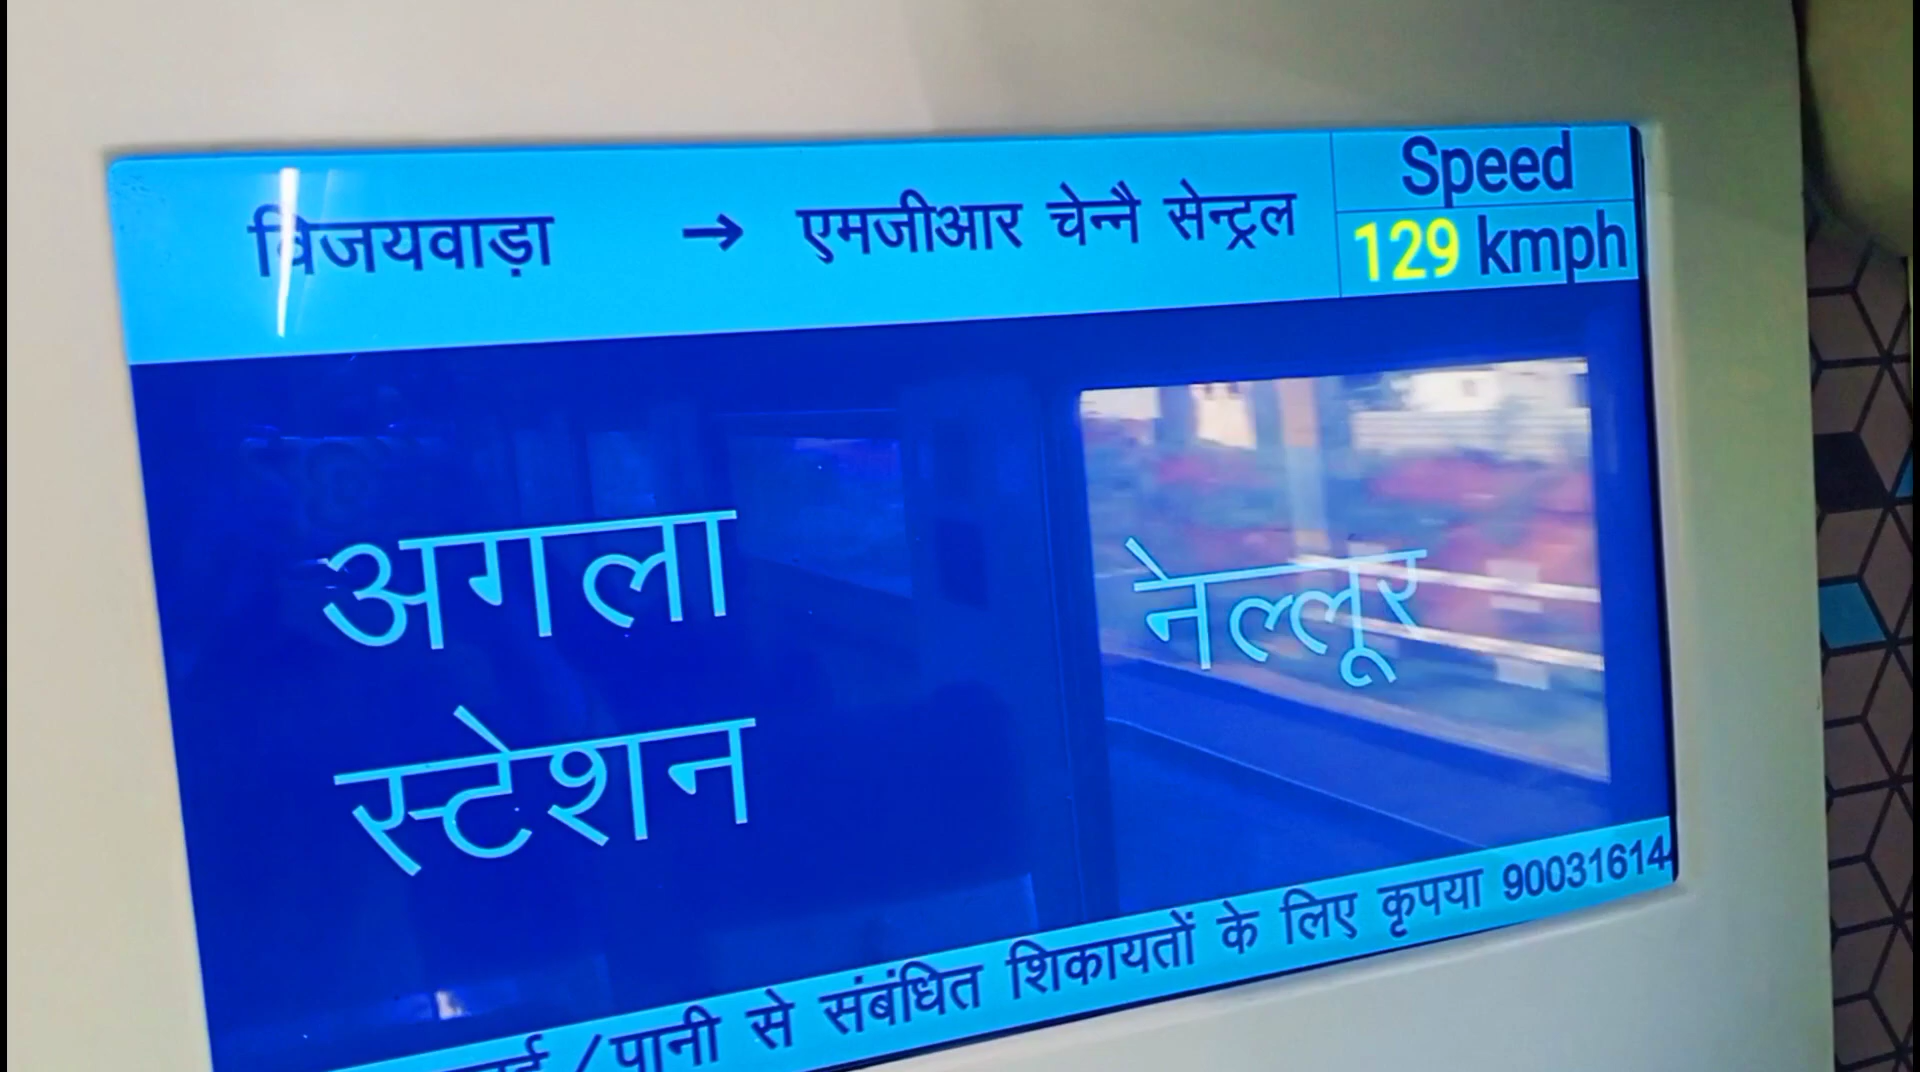 विजयवाड़ा → एमजीआर चेन्नै सेन्ट्रल
Speed
129 kmph
अगला
स्टेशन
नेल्लूर
/पानी से संबंधित शिकायतों के लिए कृपया 90031614